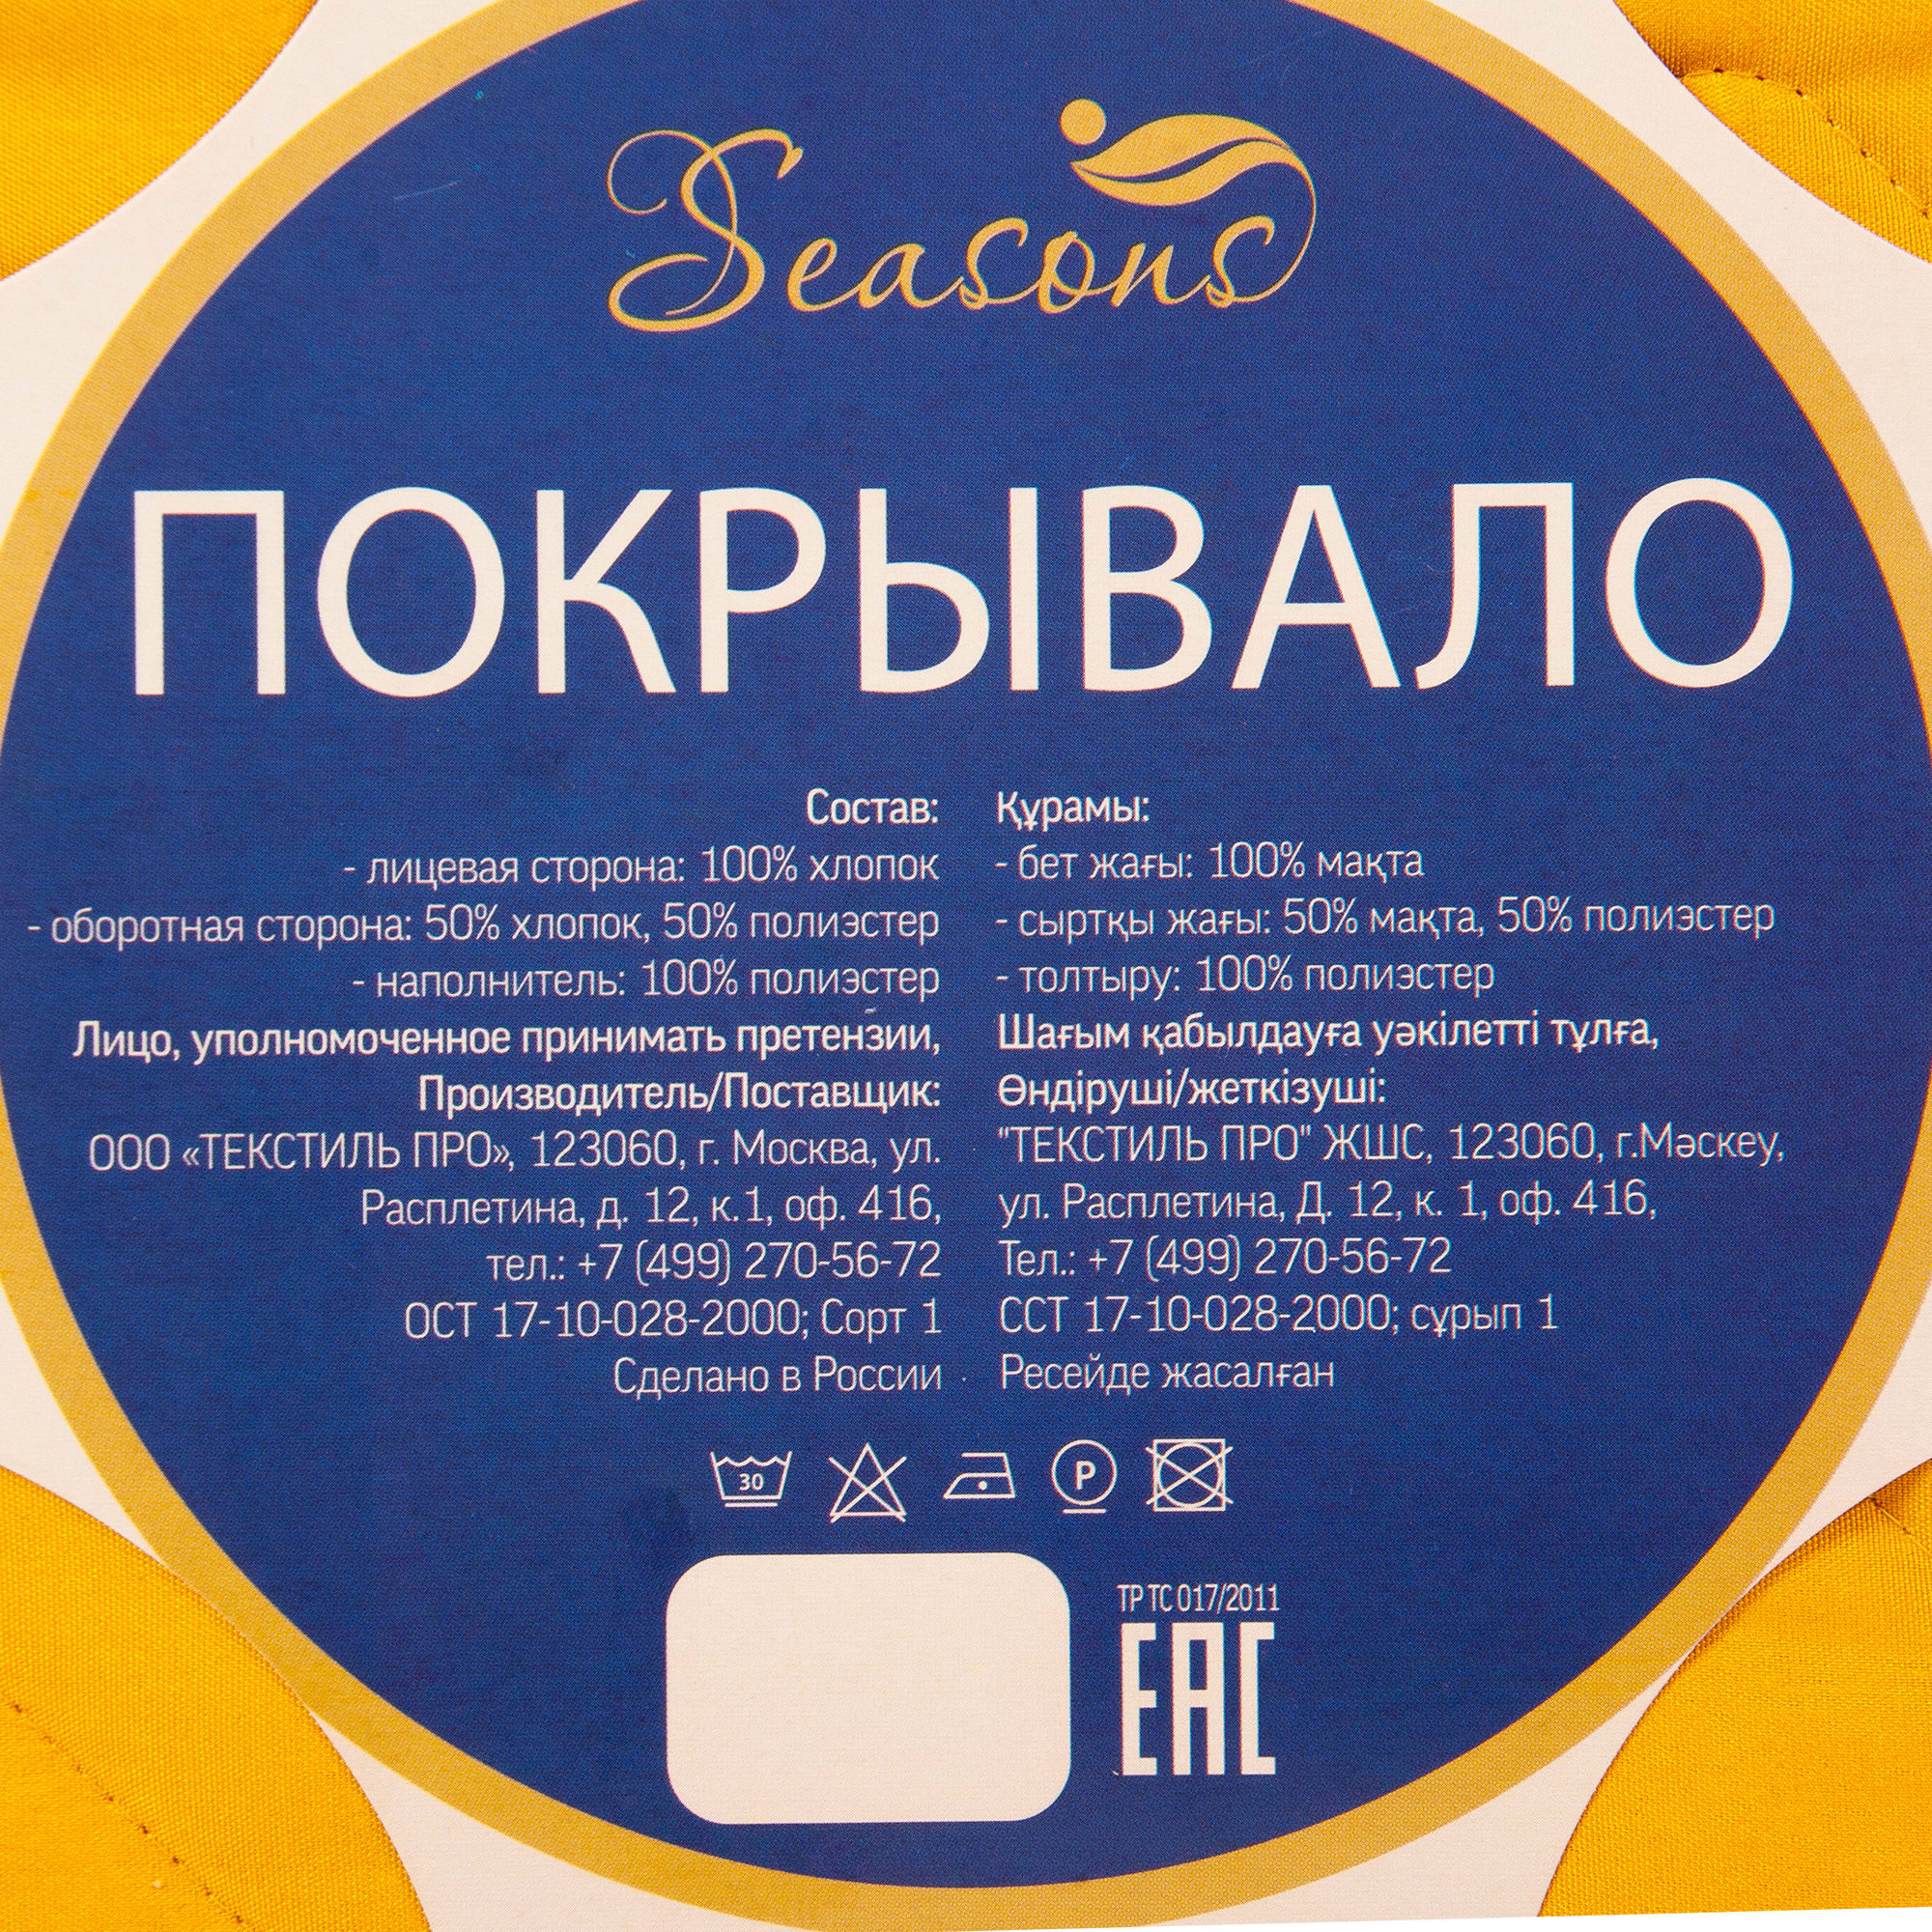 Seasons
ПОКРЫВАЛО
Состав:
- лицевая сторона: 100% хлопок
- оборотная сторона: 50% хлопок, 50% полиэстер
- наполнитель: 100% полиэстер
Лицо, уполномоченное принимать претензии,
Производитель/Поставщик:
ООО «ТЕКСТИЛЬ ПРО», 123060, г. Москва, ул.
Расплетина, д. 12, к.1, оф. 416,
тел.: +7 (499) 270-56-72
ОСТ 17-10-028-2000; Сорт 1
Сделано в России
Құрамы:
- бет жағы: 100% мақта
- сыртқы жағы: 50% мақта, 50% полиэстер
- толтыру: 100% полиэстер
Шағым қабылдауға уәкілетті тұлға,
Өндіруші/жеткізуші:
"ТЕКСТИЛЬ ПРО" ЖШС, 123060, г.Мәскеу,
ул. Расплетина, Д. 12, к. 1, оф. 416,
Тел.: +7 (499) 270-56-72
ССТ 17-10-028-2000; сұрып 1
Ресейде жасалған
30
P
ТР ТС 017/2011
EAC